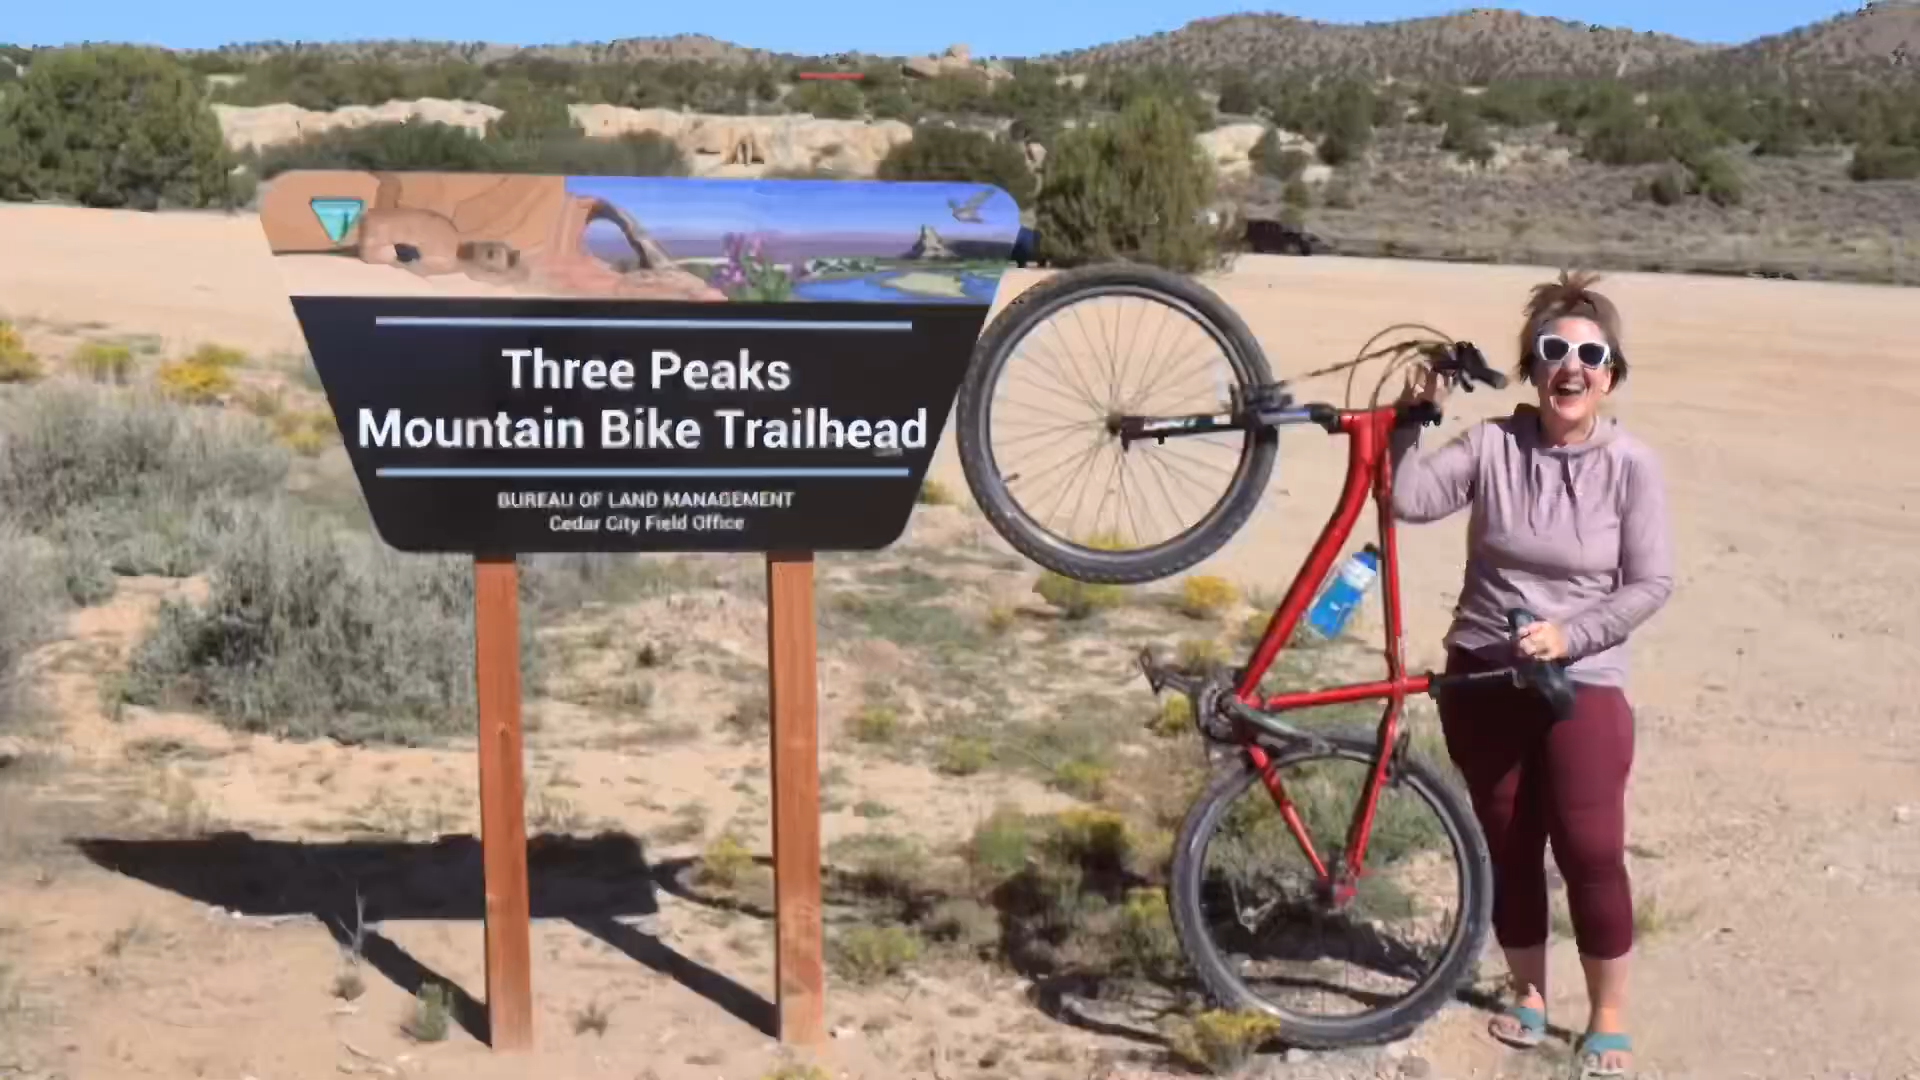 Three Peaks
Mountain Bike Trailhead
BUREAU OF LAND MANAGEMENT
Cedar City Field Office